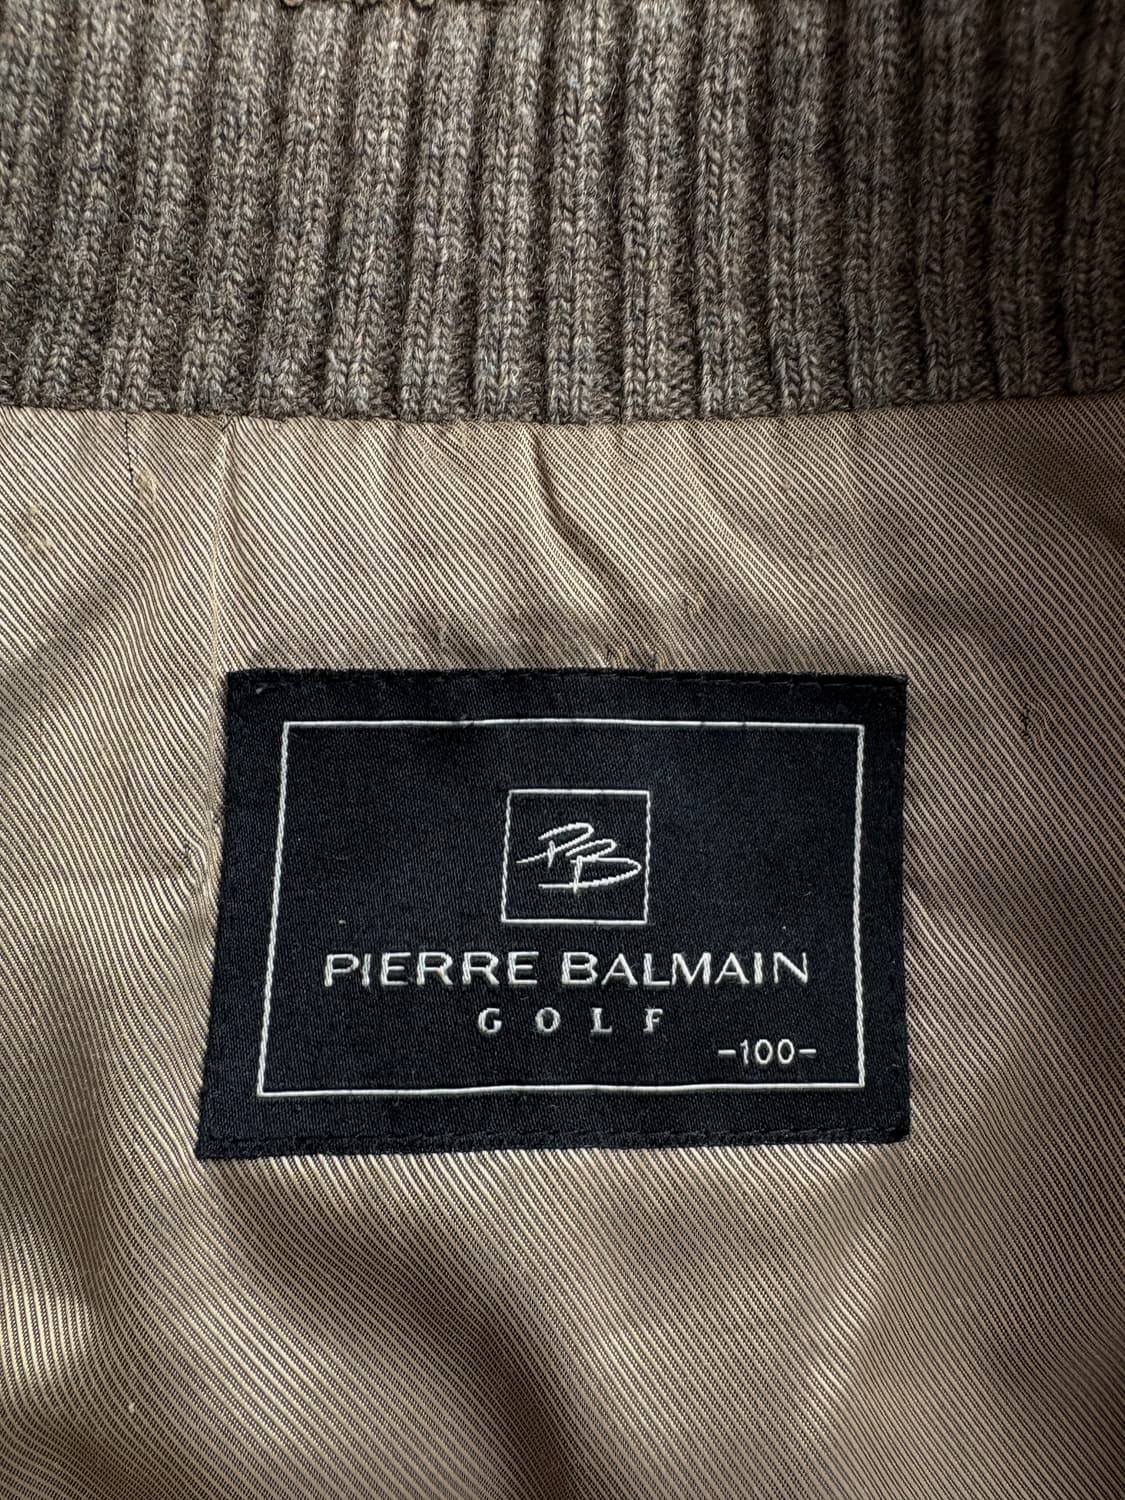 PB
PIERRE BALMAIN
GOLF
-100-